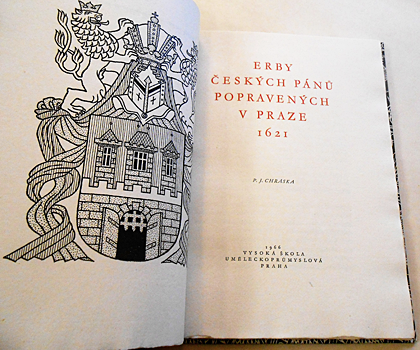 ERBY
ČESKÝCH PÁNŮ
POPRAVENÝCH
V PRAZE
1621
P. J. CHRÁSKA
1966
VYSOKÁ ŠKOLA
UMĚLECKOPRŮMYSLOVÁ
PRAHA